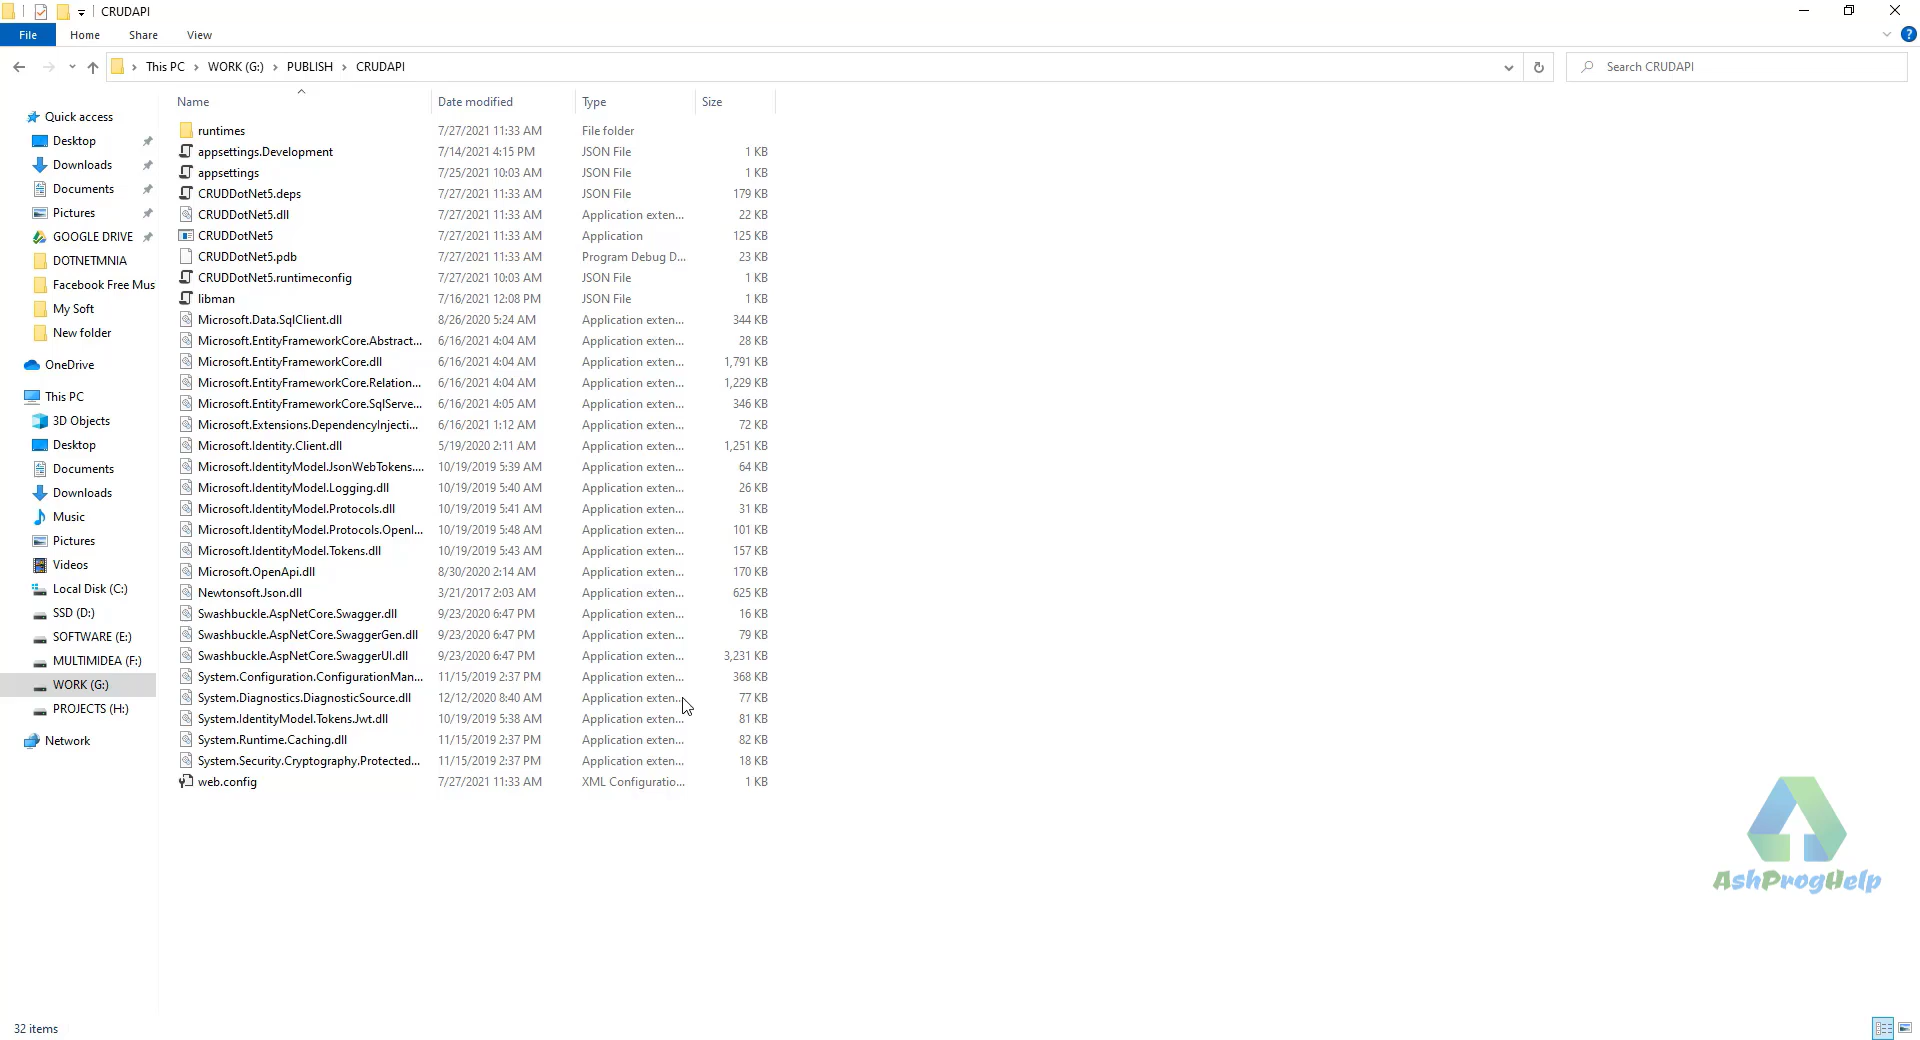 CRUDAPI
File Home Share View
This PC WORK (G:) PUBLISH CRUDAPI Search CRUDAPI
Name Date modified Type Size
Quick access
Desktop
Downloads
Documents
Pictures
GOOGLE DRIVE
DOTNETMNIA
Facebook Free Mus
My Soft
New folder
OneDrive
This PC
3D Objects
Desktop
Documents
Downloads
Music
Pictures
Videos
Local Disk (C:)
SSD (D:)
SOFTWARE (E:)
MULTIMIDEA (F:)
WORK (G:)
PROJECTS (H:)
Network
runtimes 7/27/2021 11:33 AM File folder
appsettings.Development 7/14/2021 4:15 PM JSON File 1 KB
appsettings 7/25/2021 10:03 AM JSON File 1 KB
CRUDDotNet5.deps 7/27/2021 11:33 AM JSON File 179 KB
CRUDDotNet5.dll 7/27/2021 11:33 AM Application exten... 22 KB
CRUDDotNet5 7/27/2021 11:33 AM Application 125 KB
CRUDDotNet5.pdb 7/27/2021 11:33 AM Program Debug D... 23 KB
CRUDDotNet5.runtimeconfig 7/27/2021 10:03 AM JSON File 1 KB
libman 7/16/2021 12:08 PM JSON File 1 KB
Microsoft.Data.SqlClient.dll 8/26/2020 5:24 AM Application exten... 344 KB
Microsoft.EntityFrameworkCore.Abstract... 6/16/2021 4:04 AM Application exten... 28 KB
Microsoft.EntityFrameworkCore.dll 6/16/2021 4:04 AM Application exten... 1,791 KB
Microsoft.EntityFrameworkCore.Relation... 6/16/2021 4:04 AM Application exten... 1,229 KB
Microsoft.EntityFrameworkCore.SqlServe... 6/16/2021 4:05 AM Application exten... 346 KB
Microsoft.Extensions.DependencyInjecti... 6/16/2021 1:12 AM Application exten... 72 KB
Microsoft.Identity.Client.dll 5/19/2020 2:11 AM Application exten... 1,251 KB
Microsoft.IdentityModel.JsonWebTokens.... 10/19/2019 5:39 AM Application exten... 64 KB
Microsoft.IdentityModel.Logging.dll 10/19/2019 5:40 AM Application exten... 26 KB
Microsoft.IdentityModel.Protocols.dll 10/19/2019 5:41 AM Application exten... 31 KB
Microsoft.IdentityModel.Protocols.OpenI... 10/19/2019 5:48 AM Application exten... 101 KB
Microsoft.IdentityModel.Tokens.dll 10/19/2019 5:43 AM Application exten... 157 KB
Microsoft.OpenApi.dll 8/30/2020 2:14 AM Application exten... 170 KB
Newtonsoft.Json.dll 3/21/2017 2:03 AM Application exten... 625 KB
Swashbuckle.AspNetCore.Swagger.dll 9/23/2020 6:47 PM Application exten... 16 KB
Swashbuckle.AspNetCore.SwaggerGen.dll 9/23/2020 6:47 PM Application exten... 79 KB
Swashbuckle.AspNetCore.SwaggerUI.dll 9/23/2020 6:47 PM Application exten... 3,231 KB
System.Configuration.ConfigurationMan... 11/15/2019 2:37 PM Application exten... 368 KB
System.Diagnostics.DiagnosticSource.dll 12/12/2020 8:40 AM Application exten... 77 KB
System.IdentityModel.Tokens.Jwt.dll 10/19/2019 5:38 AM Application exten... 81 KB
System.Runtime.Caching.dll 11/15/2019 2:37 PM Application exten... 82 KB
System.Security.Cryptography.Protected... 11/15/2019 2:37 PM Application exten... 18 KB
web.config 7/27/2021 11:33 AM XML Configuratio... 1 KB
AshProgHelp
32 items